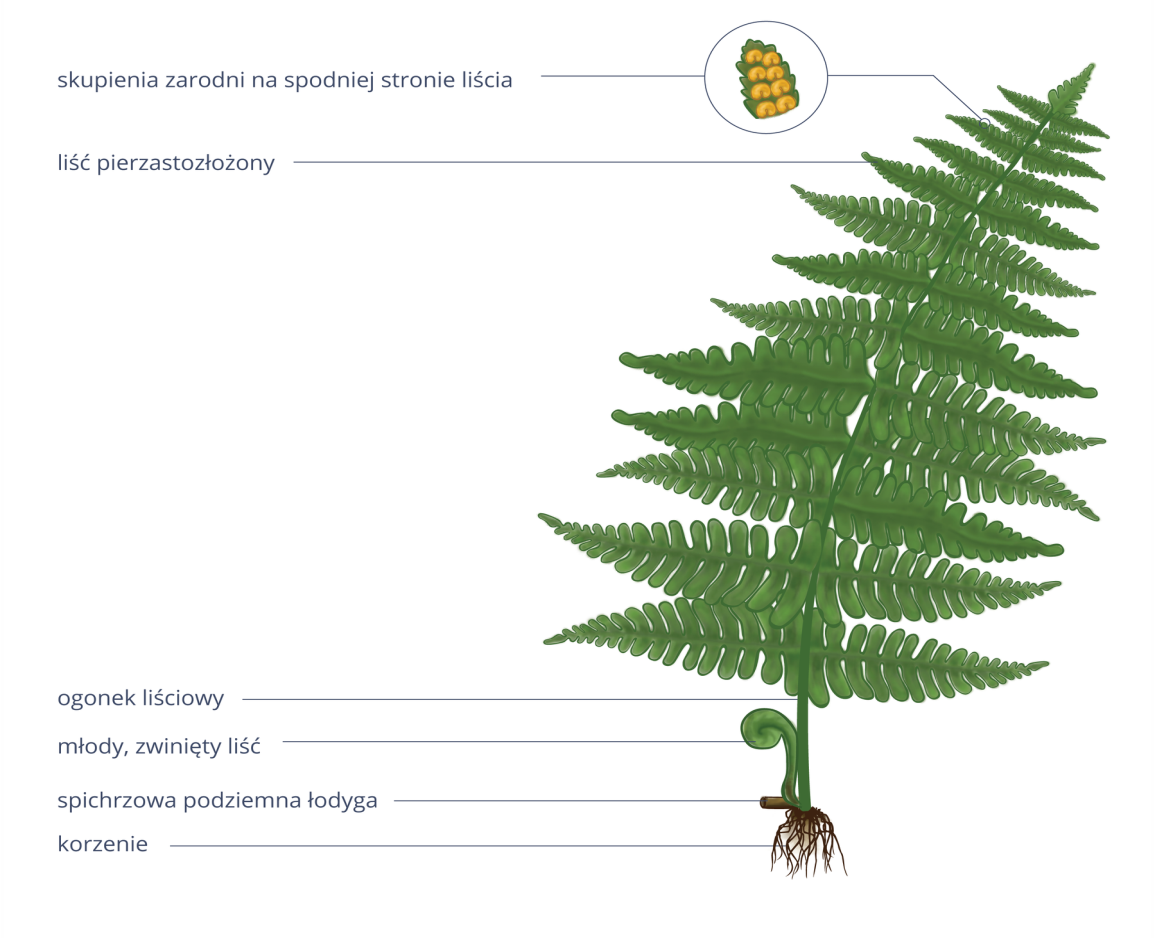 skupienia zarodni na spodniej stronie liścia
liść pierzastozłożony
ogonek liściowy
młody, zwinięty liść
spichrzowa podziemna łodyga
korzenie